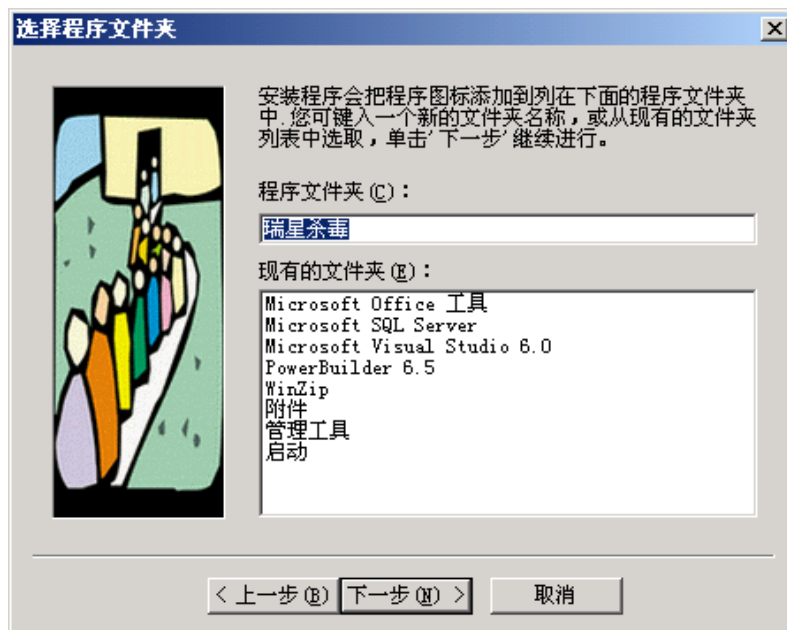 选择程序文件夹
安装程序会把程序图标添加到列在下面的程序文件夹
中.您可键入一个新的文件夹名称，或从现有的文件夹
列表中选取，单击'下一步'继续进行。
程序文件夹(C)：
瑞星杀毒
现有的文件夹(E)：
Microsoft Office 工具
Microsoft SQL Server
Microsoft Visual Studio 6.0
PowerBuilder 6.5
WinZip
附件
管理工具
启动
< 上一步(B) 下一步(N) > 取消